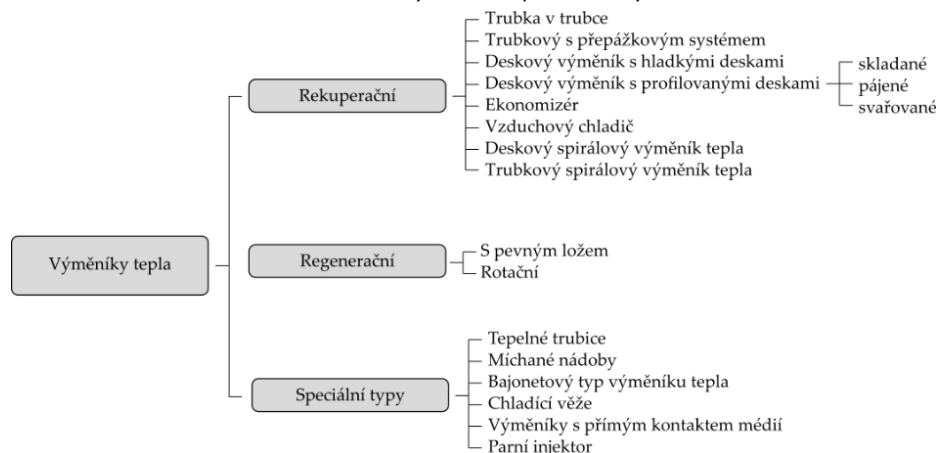 Trubka v trubce
Trubkový s přepážkovým systémem
Deskový výměník s hladkými deskami
Deskový výměník s profilovanými deskami
skladané
pájené
svařované
Rekuperační
Ekonomizér
Vzduchový chladič
Deskový spirálový výměník tepla
Trubkový spirálový výměník tepla
Výměníky tepla
Regenerační
S pevným ložem
Rotační
Speciální typy
Tepelné trubice
Míchané nádoby
Bajonetový typ výměníku tepla
Chladící věže
Výměníky s přímým kontaktem médií
Parní injektor